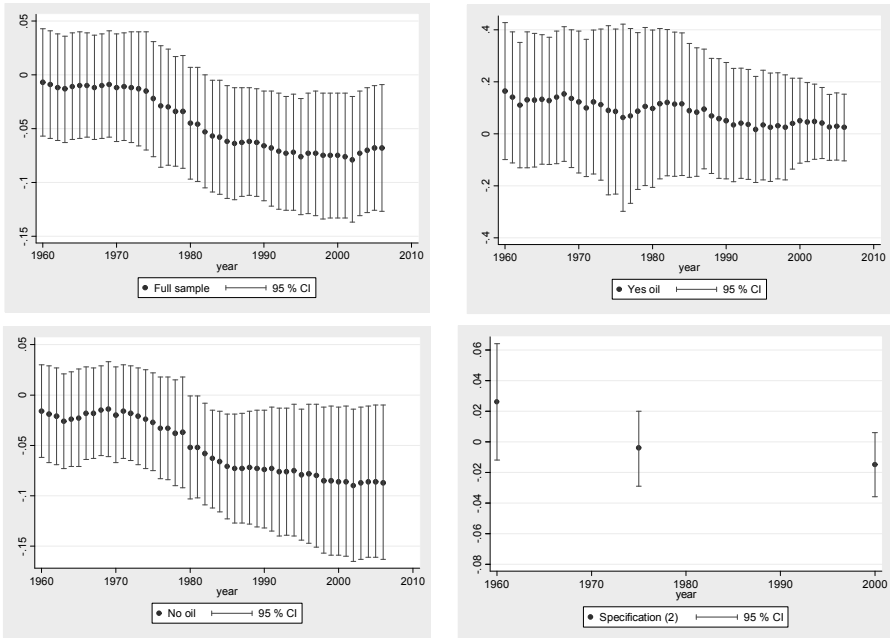 .05
0
-.05
-.1
-.15
1960 1970 1980 1990 2000 2010
year
Full sample 95 % CI
.4
.2
0
-.2
-.4
1960 1970 1980 1990 2000 2010
year
Yes oil 95 % CI
.05
0
-.05
-.1
-.15
1960 1970 1980 1990 2000 2010
year
No oil 95 % CI
.06
.04
.02
0
-.02
-.04
-.06
-.08
1960 1970 1980 1990 2000
year
Specification (2) 95 % CI